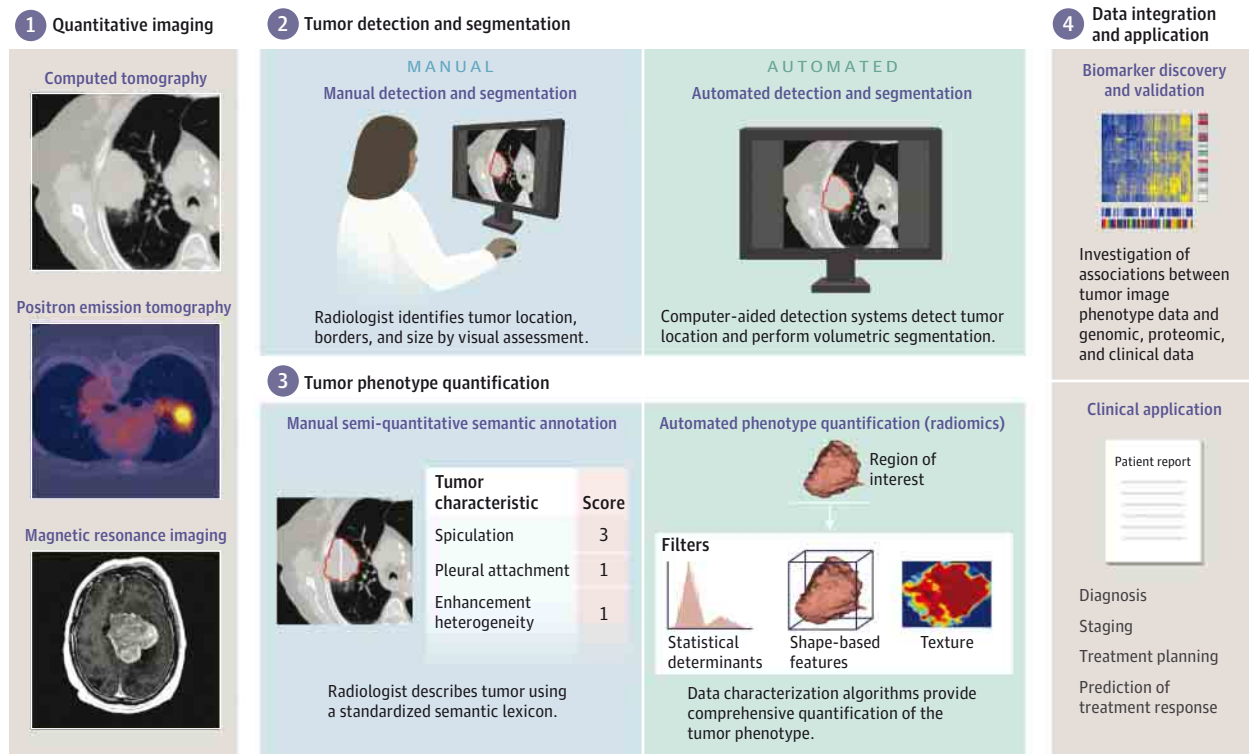 1 Quantitative imaging
Computed tomography
Positron emission tomography
Magnetic resonance imaging
2 Tumor detection and segmentation
MANUAL
Manual detection and segmentation
Radiologist identifies tumor location,
borders, and size by visual assessment.
AUTOMATED
Automated detection and segmentation
Computer-aided detection systems detect tumor
location and perform volumetric segmentation.
3 Tumor phenotype quantification
Manual semi-quantitative semantic annotation
Tumor
characteristic Score
Spiculation 3
Pleural attachment 1
Enhancement
heterogeneity 1
Radiologist describes tumor using
a standardized semantic lexicon.
Automated phenotype quantification (radiomics)
Region of
interest
Filters
Statistical
determinants
Shape-based
features
Texture
Data characterization algorithms provide
comprehensive quantification of the
tumor phenotype.
4 Data integration
and application
Biomarker discovery
and validation
Investigation of
associations between
tumor image
phenotype data and
genomic, proteomic,
and clinical data
Clinical application
Patient report
Diagnosis
Staging
Treatment planning
Prediction of
treatment response